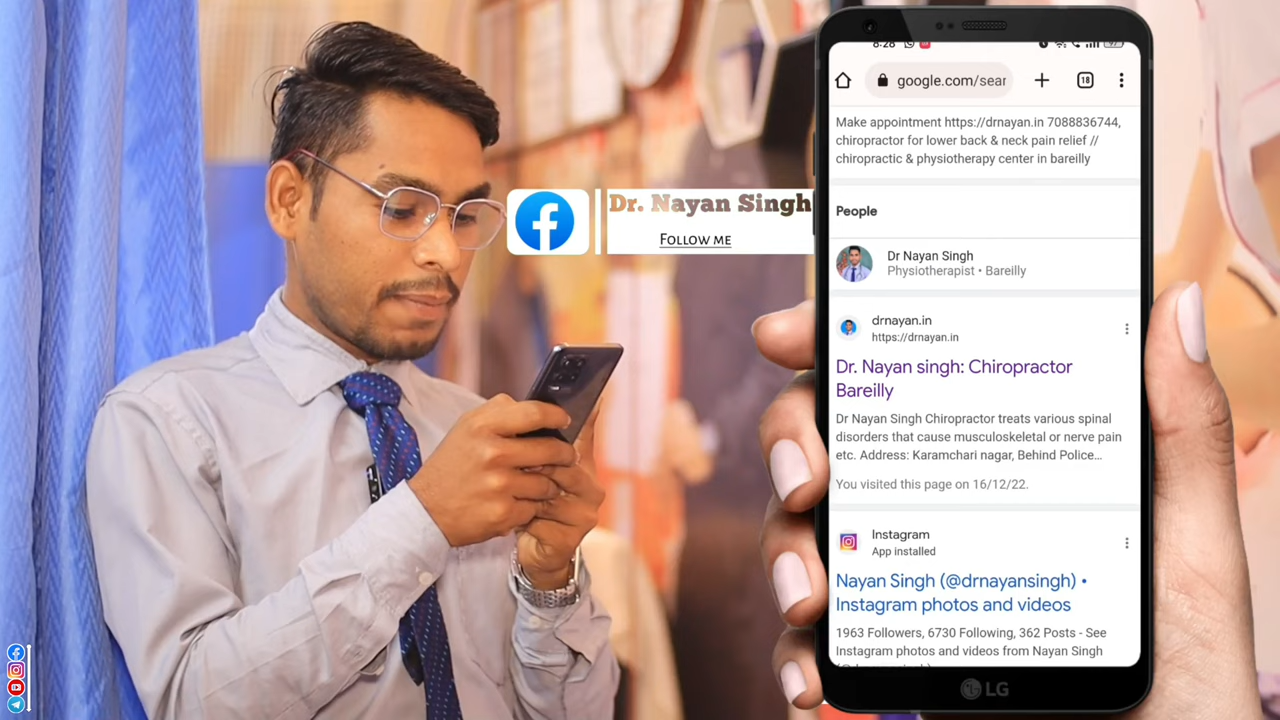 Dr. Nayan Singh
FOLLOW ME
8:28
google.com/sear
18
Make appointment https://drnayan.in 7088836744,
chiropractor for lower back & neck pain relief //
chiropractic & physiotherapy center in bareilly
People
Dr Nayan Singh
Physiotherapist • Bareilly
drnayan.in
https://drnayan.in
Dr. Nayan singh: Chiropractor
Bareilly
Dr Nayan Singh Chiropractor treats various spinal
disorders that cause musculoskeletal or nerve pain
etc. Address: Karamchari nagar, Behind Police...
You visited this page on 16/12/22.
Instagram
App installed
Nayan Singh (@drnayansingh) •
Instagram photos and videos
1963 Followers, 6730 Following, 362 Posts - See
Instagram photos and videos from Nayan Singh
LG